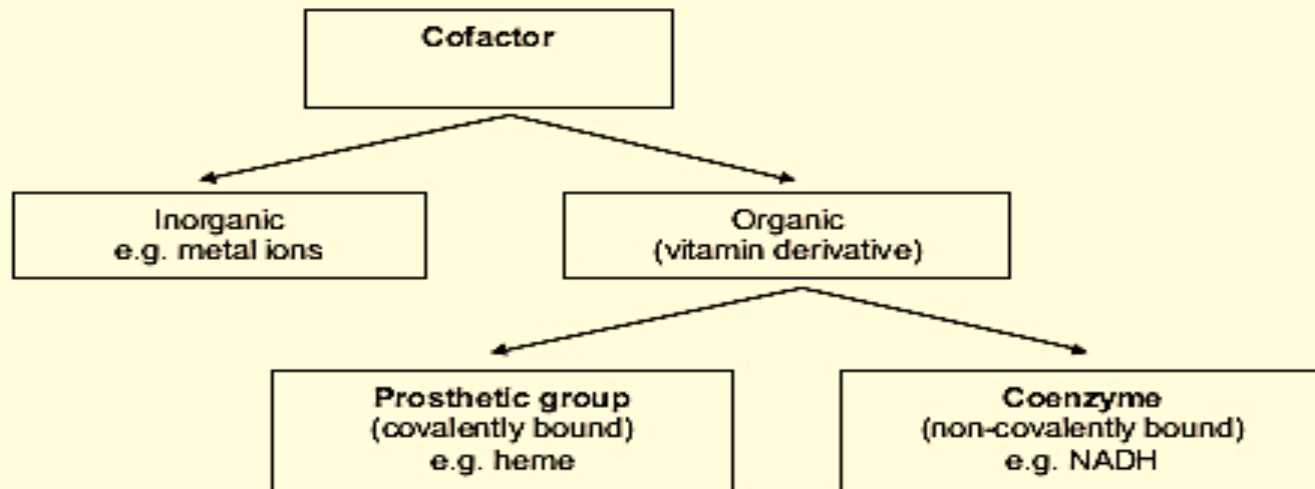 Cofactor
Inorganic
e.g. metal ions
Organic
(vitamin derivative)
Prosthetic group
(covalently bound)
e.g. heme
Coenzyme
(non-covalently bound)
e.g. NADH